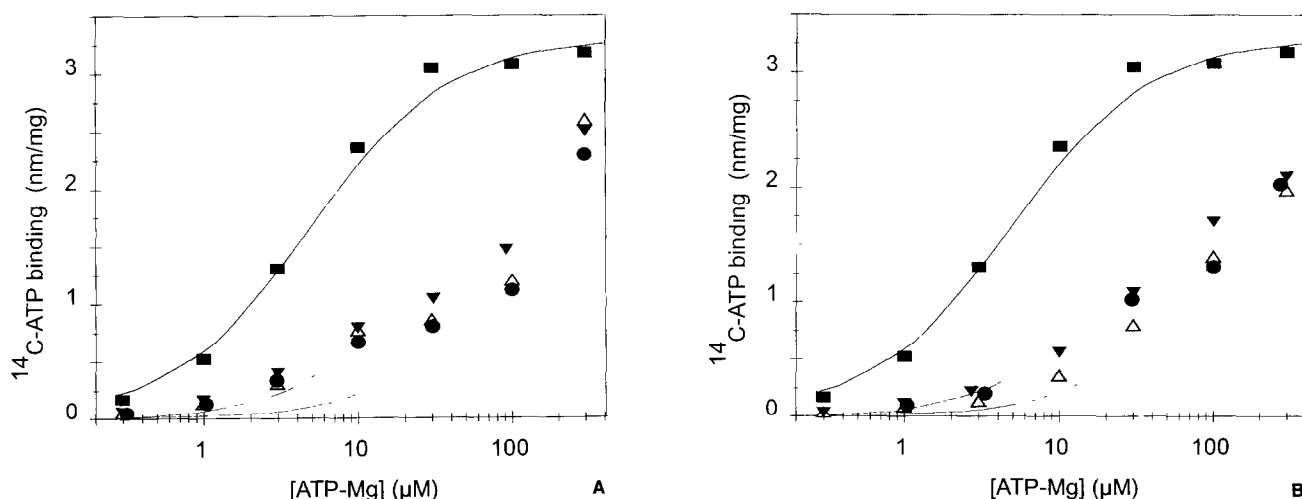 3
2
1
0
¹⁴C-ATP binding (nm/mg)
1 10 100
[ATP-Mg] (µM)
A
3
2
1
0
¹⁴C-ATP binding (nm/mg)
1 10 100
[ATP-Mg] (µM)
B